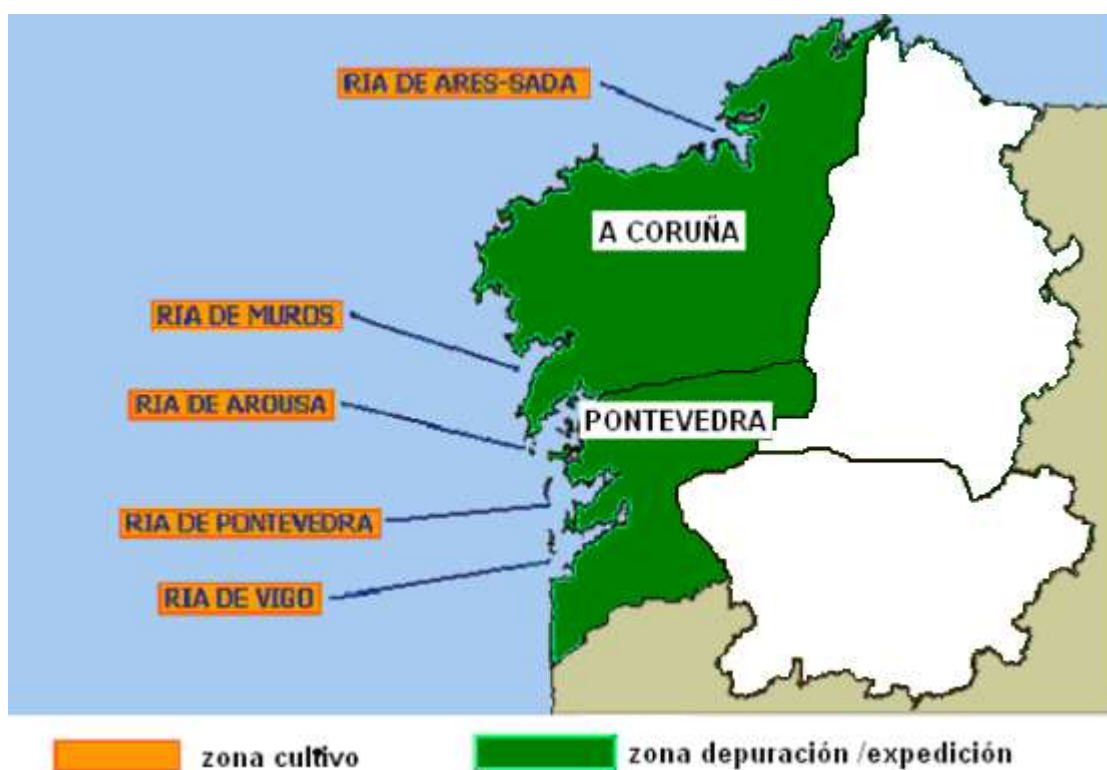 RIA DE ARES-SADA
A CORUÑA
RIA DE MUROS
RIA DE AROUSA
PONTEVEDRA
RIA DE PONTEVEDRA
RIA DE VIGO
zona cultivo
zona depuración /expedición